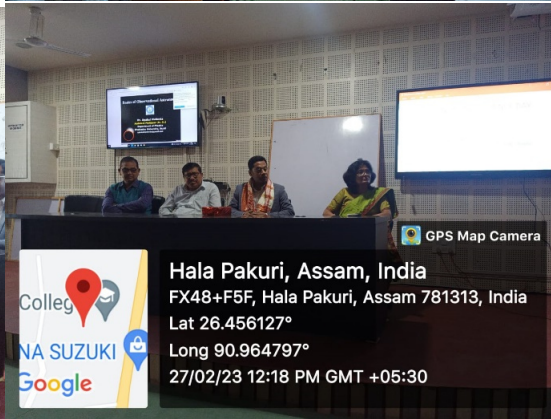 GPS Map Camera
Hala Pakuri, Assam, India
FX48+F5F, Hala Pakuri, Assam 781313, India
Lat 26.456127°
Long 90.964797°
27/02/23 12:18 PM GMT +05:30
Colleg
NA SUZUKI
Google